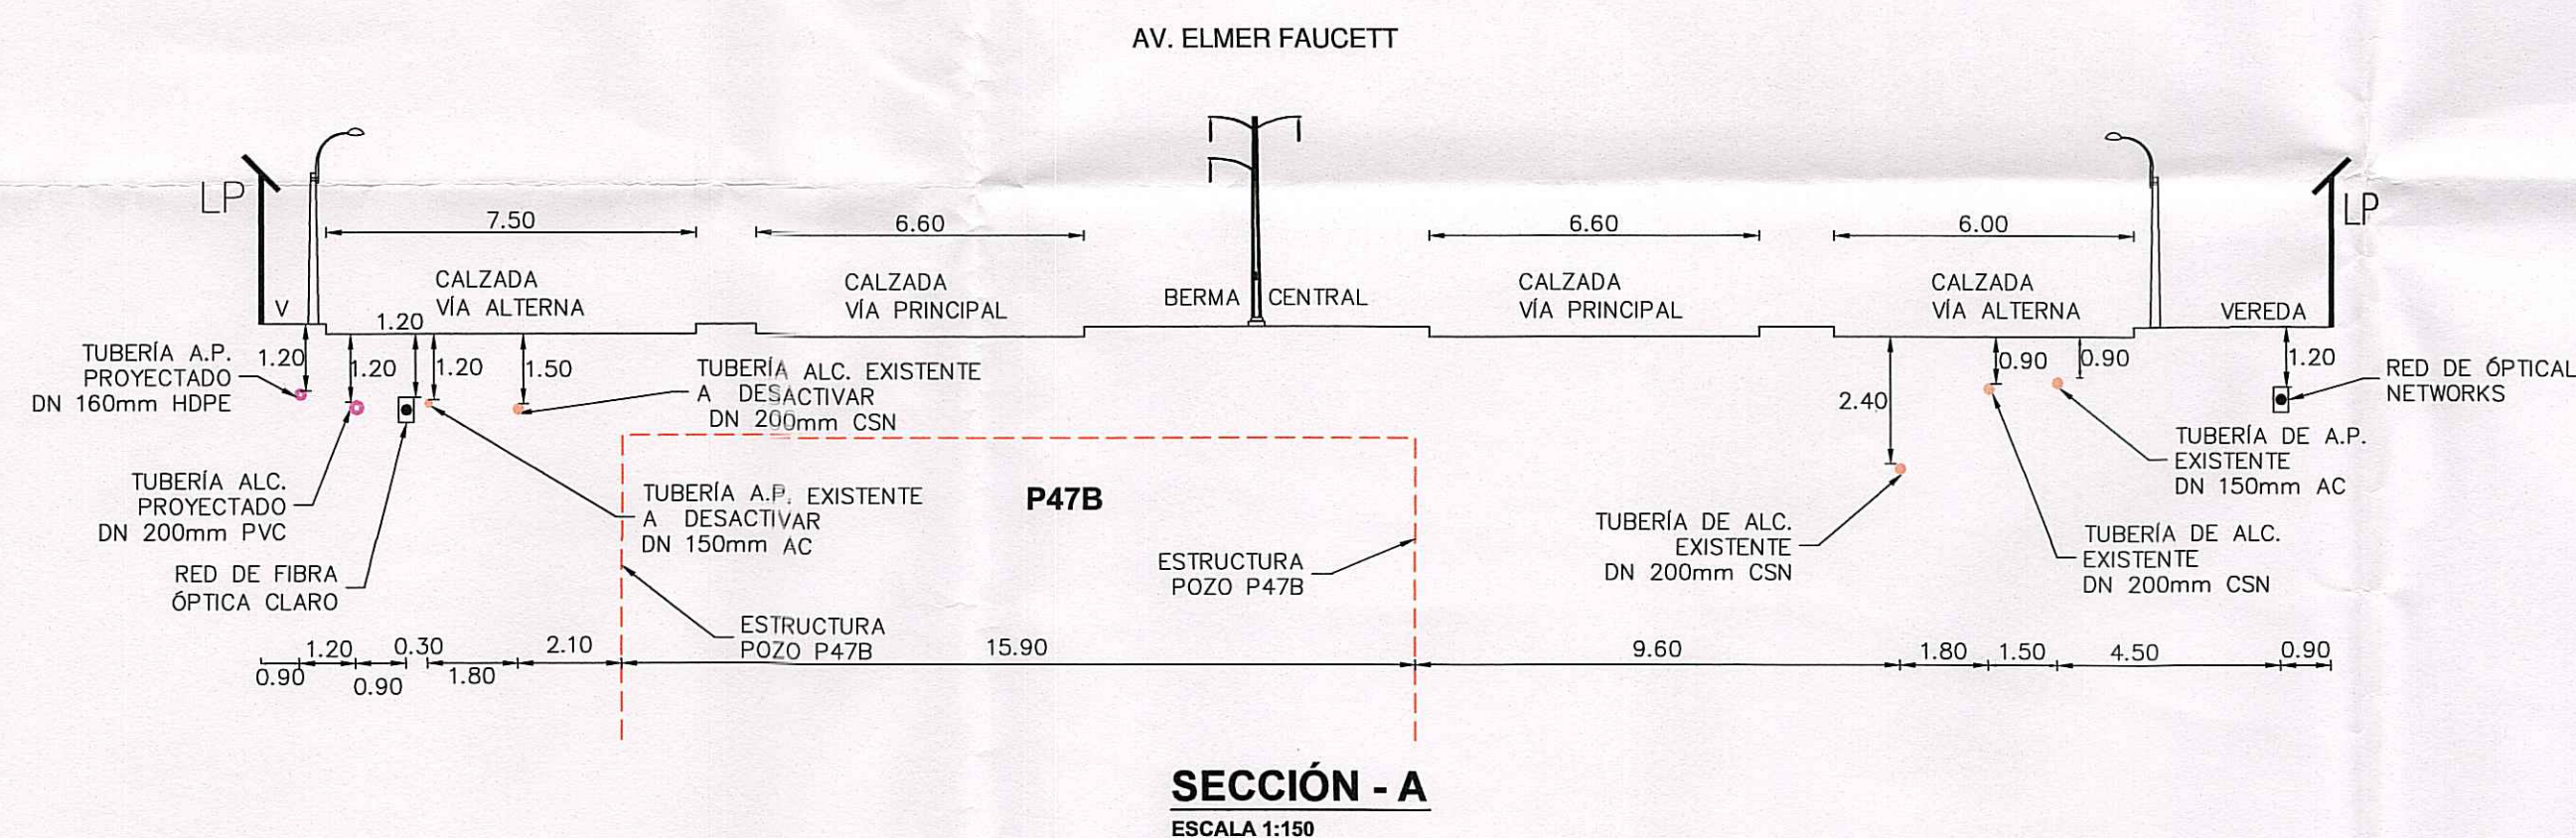 AV. ELMER FAUCETT
LP
LP
7.50
6.60
6.60
6.00
V
CALZADA
VÍA ALTERNA
CALZADA
VÍA PRINCIPAL
BERMA CENTRAL
CALZADA
VÍA PRINCIPAL
CALZADA
VÍA ALTERNA
VEREDA
1.20
1.20
1.20
1.20
1.50
2.40
0.90
0.90
1.20
TUBERÍA A.P.
PROYECTADO
DN 160mm HDPE
TUBERÍA ALC. EXISTENTE
A DESACTIVAR
DN 200mm CSN
RED DE ÓPTICAL
NETWORKS
TUBERÍA ALC.
PROYECTADO
DN 200mm PVC
RED DE FIBRA
ÓPTICA CLARO
TUBERÍA A.P. EXISTENTE
A DESACTIVAR
DN 150mm AC
P47B
ESTRUCTURA
POZO P47B
ESTRUCTURA
POZO P47B
TUBERÍA DE ALC.
EXISTENTE
DN 200mm CSN
TUBERÍA DE A.P.
EXISTENTE
DN 150mm AC
TUBERÍA DE ALC.
EXISTENTE
DN 200mm CSN
0.90
1.20
0.90
0.30
1.80
2.10
15.90
9.60
1.80
1.50
4.50
0.90
SECCIÓN - A
ESCALA 1:150